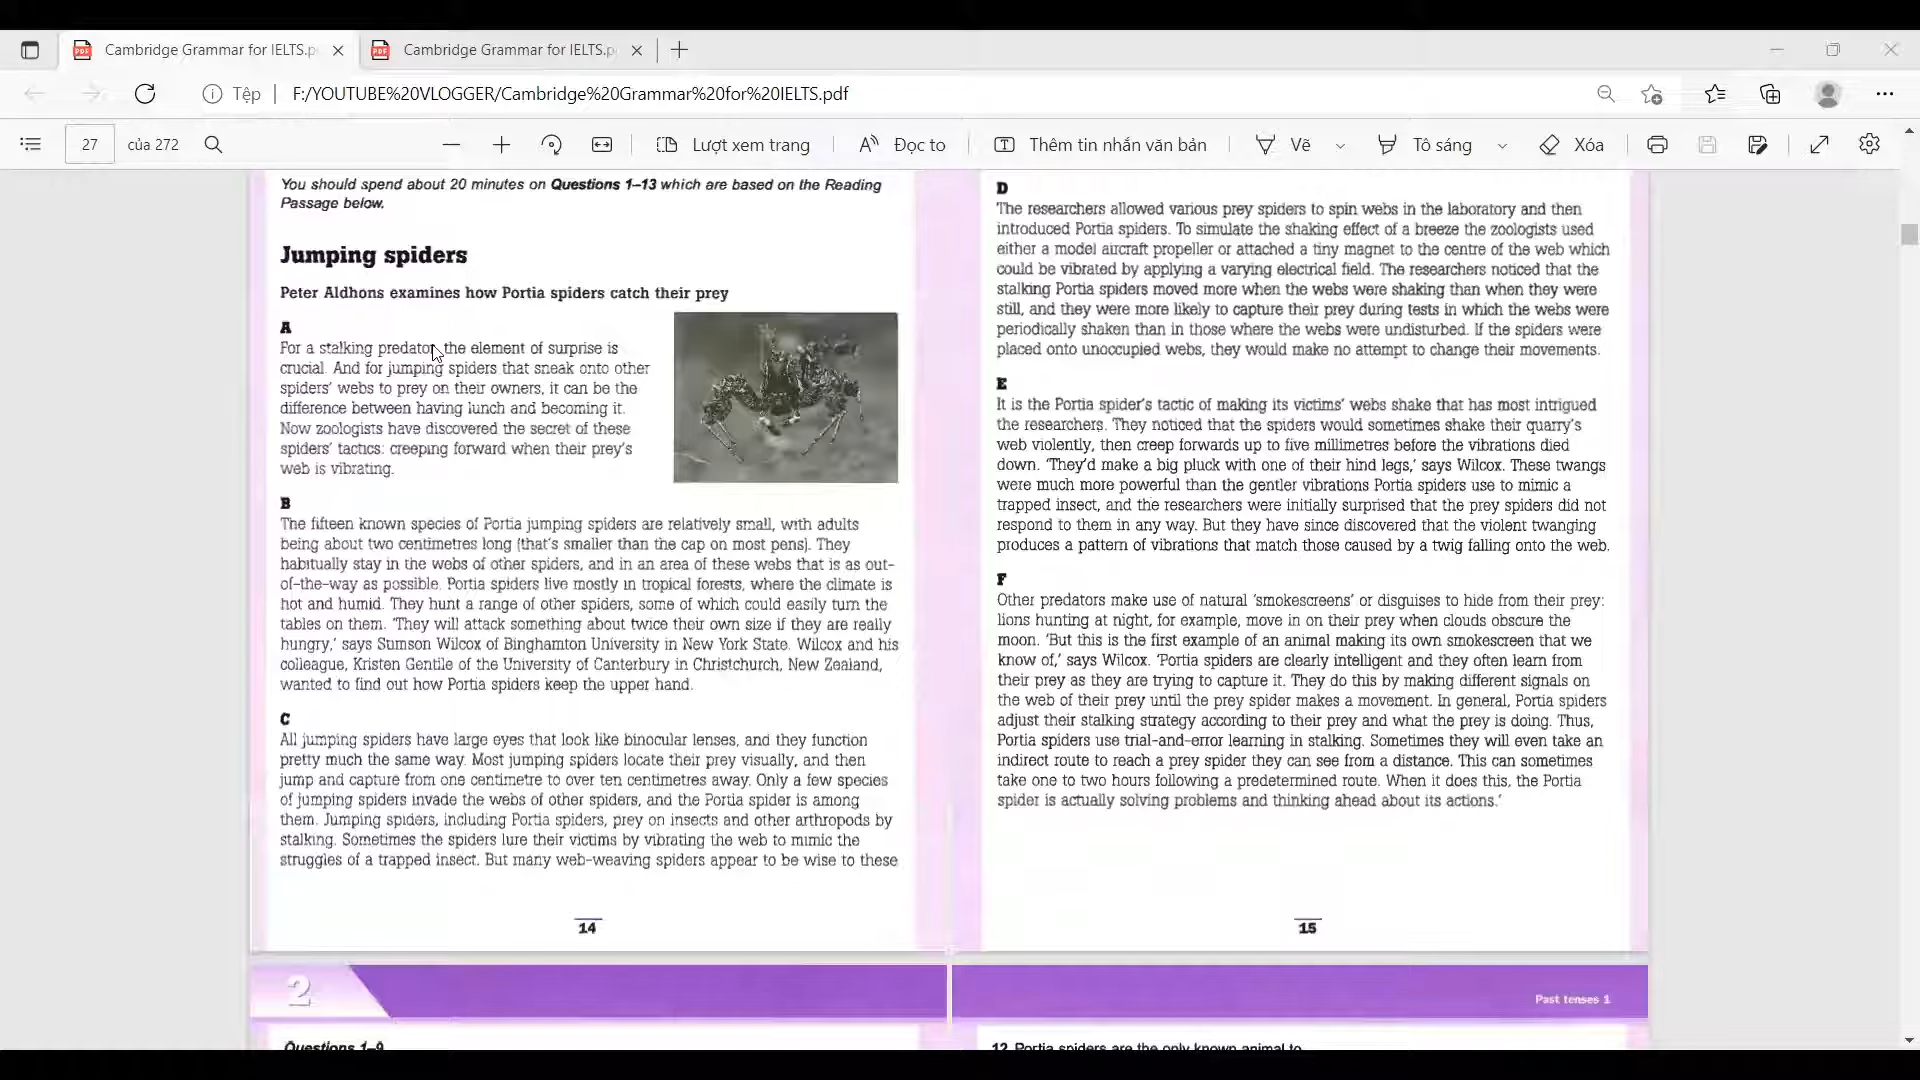 Cambridge Grammar for IELTS.p
Cambridge Grammar for IELTS.p
Tệp
F:/YOUTUBE%20VLOGGER/Cambridge%20Grammar%20for%20IELTS.pdf
27 của 272
Lượt xem trang
Đọc to
Thêm tin nhắn văn bản
Vẽ
Tô sáng
Xóa
You should spend about 20 minutes on Questions 1–13 which are based on the Reading
Passage below.
Jumping spiders
Peter Aldhons examines how Portia spiders catch their prey
A
For a stalking predator, the element of surprise is
crucial. And for jumping spiders that sneak onto other
spiders' webs to prey on their owners, it can be the
difference between having lunch and becoming it.
Now zoologists have discovered the secret of these
spiders' tactics: creeping forward when their prey's
web is vibrating.
B
The fifteen known species of Portia jumping spiders are relatively small, with adults
being about two centimetres long (that's smaller than the cap on most pens). They
habitually stay in the webs of other spiders, and in an area of these webs that is as out-
of-the-way as possible. Portia spiders live mostly in tropical forests, where the climate is
hot and humid. They hunt a range of other spiders, some of which could easily turn the
tables on them. 'They will attack something about twice their own size if they are really
hungry,' says Sumson Wilcox of Binghamton University in New York State. Wilcox and his
colleague, Kristen Gentile of the University of Canterbury in Christchurch, New Zealand,
wanted to find out how Portia spiders keep the upper hand.
C
All jumping spiders have large eyes that look like binocular lenses, and they function
pretty much the same way. Most jumping spiders locate their prey visually, and then
jump and capture from one centimetre to over ten centimetres away. Only a few species
of jumping spiders invade the webs of other spiders, and the Portia spider is among
them. Jumping spiders, including Portia spiders, prey on insects and other arthropods by
stalking. Sometimes the spiders lure their victims by vibrating the web to mimic the
struggles of a trapped insect. But many web-weaving spiders appear to be wise to these
14
D
The researchers allowed various prey spiders to spin webs in the laboratory and then
introduced Portia spiders. To simulate the shaking effect of a breeze the zoologists used
either a model aircraft propeller or attached a tiny magnet to the centre of the web which
could be vibrated by applying a varying electrical field. The researchers noticed that the
stalking Portia spiders moved more when the webs were shaking than when they were
still, and they were more likely to capture their prey during tests in which the webs were
periodically shaken than in those where the webs were undisturbed. If the spiders were
placed onto unoccupied webs, they would make no attempt to change their movements.
E
It is the Portia spider's tactic of making its victims' webs shake that has most intrigued
the researchers. They noticed that the spiders would sometimes shake their quarry's
web violently, then creep forwards up to five millimetres before the vibrations died
down. 'They'd make a big pluck with one of their hind legs,' says Wilcox. These twangs
were much more powerful than the gentler vibrations Portia spiders use to mimic a
trapped insect, and the researchers were initially surprised that the prey spiders did not
respond to them in any way. But they have since discovered that the violent twanging
produces a pattern of vibrations that match those caused by a twig falling onto the web.
F
Other predators make use of natural 'smokescreens' or disguises to hide from their prey:
lions hunting at night, for example, move in on their prey when clouds obscure the
moon. 'But this is the first example of an animal making its own smokescreen that we
know of,' says Wilcox. 'Portia spiders are clearly intelligent and they often learn from
their prey as they are trying to capture it. They do this by making different signals on
the web of their prey until the prey spider makes a movement. In general, Portia spiders
adjust their stalking strategy according to their prey and what the prey is doing. Thus,
Portia spiders use trial-and-error learning in stalking. Sometimes they will even take an
indirect route to reach a prey spider they can see from a distance. This can sometimes
take one to two hours following a predetermined route. When it does this, the Portia
spider is actually solving problems and thinking ahead about its actions.'
15
2
Past tenses 1
Questions 1–9
12 Portia spiders are the only known animal to